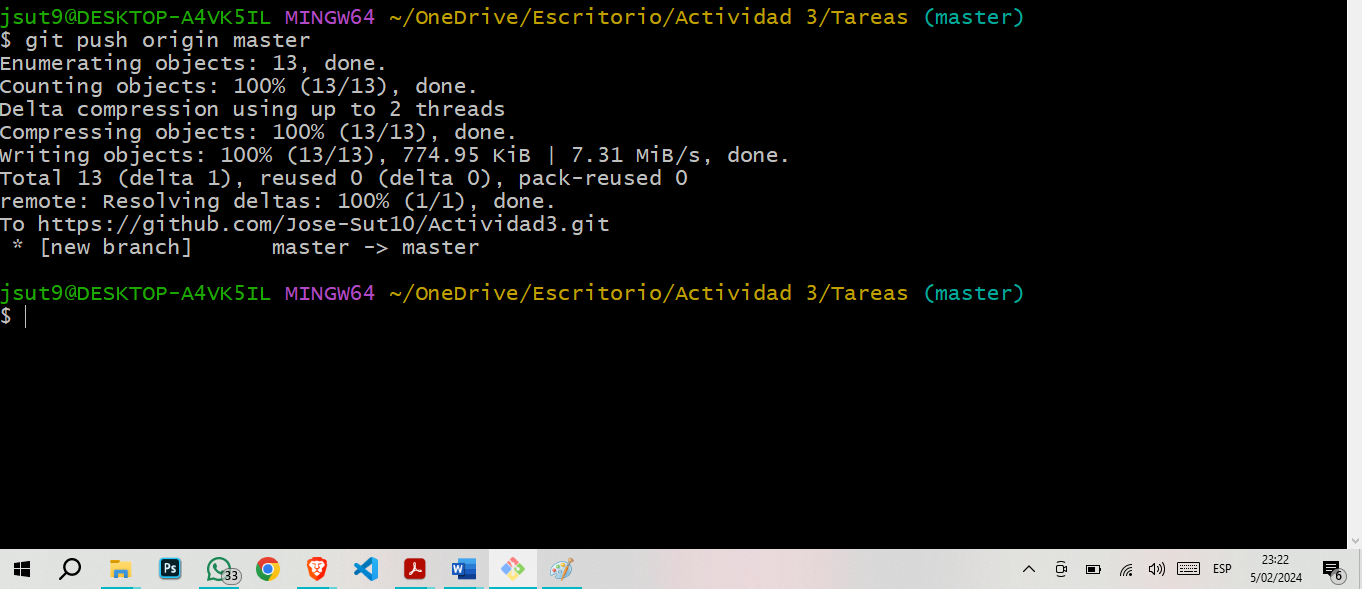 jsut9@DESKTOP-A4VK5IL MINGW64 ~/OneDrive/Escritorio/Actividad 3/Tareas (master)
$ git push origin master
Enumerating objects: 13, done.
Counting objects: 100% (13/13), done.
Delta compression using up to 2 threads
Compressing objects: 100% (13/13), done.
Writing objects: 100% (13/13), 774.95 KiB | 7.31 MiB/s, done.
Total 13 (delta 1), reused 0 (delta 0), pack-reused 0
remote: Resolving deltas: 100% (1/1), done.
To https://github.com/Jose-Sut10/Actividad3.git
 * [new branch]      master -> master
jsut9@DESKTOP-A4VK5IL MINGW64 ~/OneDrive/Escritorio/Actividad 3/Tareas (master)
$
Ps
33
W
ESP
23:22
5/02/2024
6